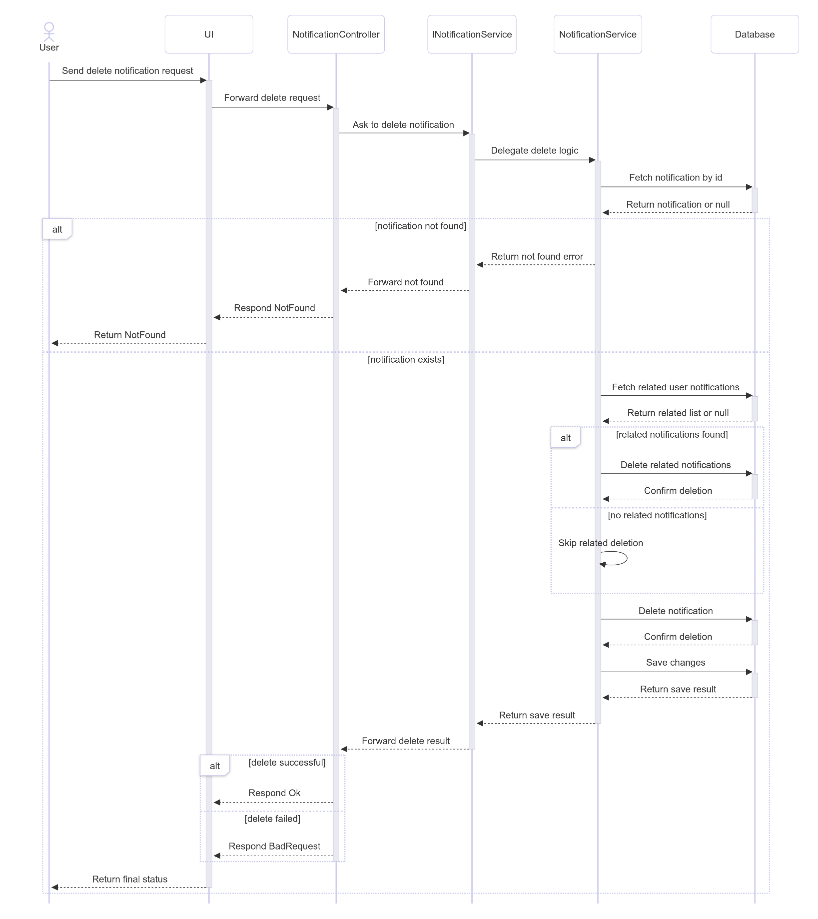 User
UI
NotificationController
INotificationService
NotificationService
Database
Send delete notification request
Forward delete request
Ask to delete notification
Delegate delete logic
Fetch notification by id
Return notification or null
alt
[notification not found]
Return not found error
Forward not found
Respond NotFound
Return NotFound
[notification exists]
Fetch related user notifications
Return related list or null
alt
[related notifications found]
Delete related notifications
Confirm deletion
[no related notifications]
Skip related deletion
Delete notification
Confirm deletion
Save changes
Return save result
Return save result
Forward delete result
alt
[delete successful]
Respond Ok
[delete failed]
Respond BadRequest
Return final status